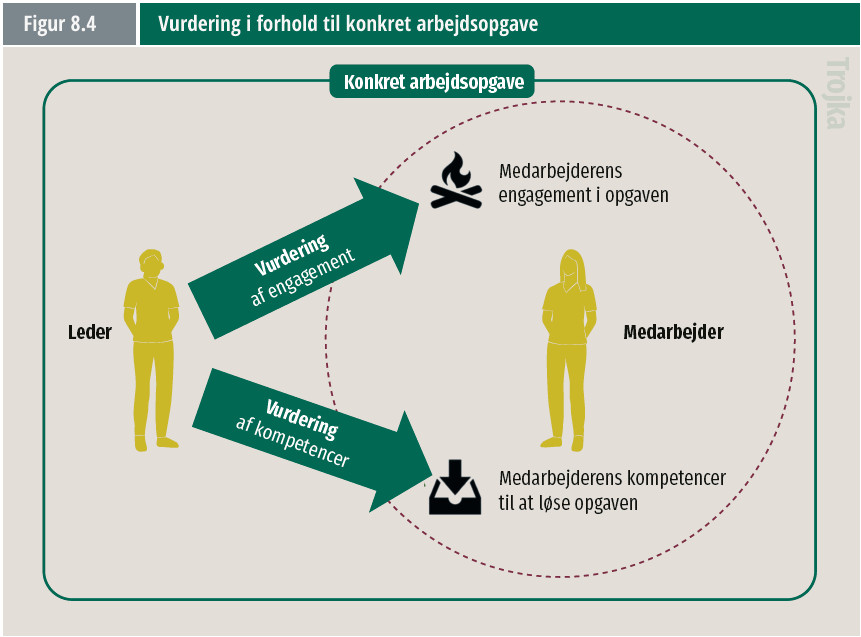 Figur 8.4
Vurdering i forhold til konkret arbejdsopgave
Trojka
Konkret arbejdsopgave
Medarbejderens
engagement i opgaven
Vurdering
af engagement
Leder
Medarbejder
Vurdering
af kompetencer
Medarbejderens kompetencer
til at løse opgaven